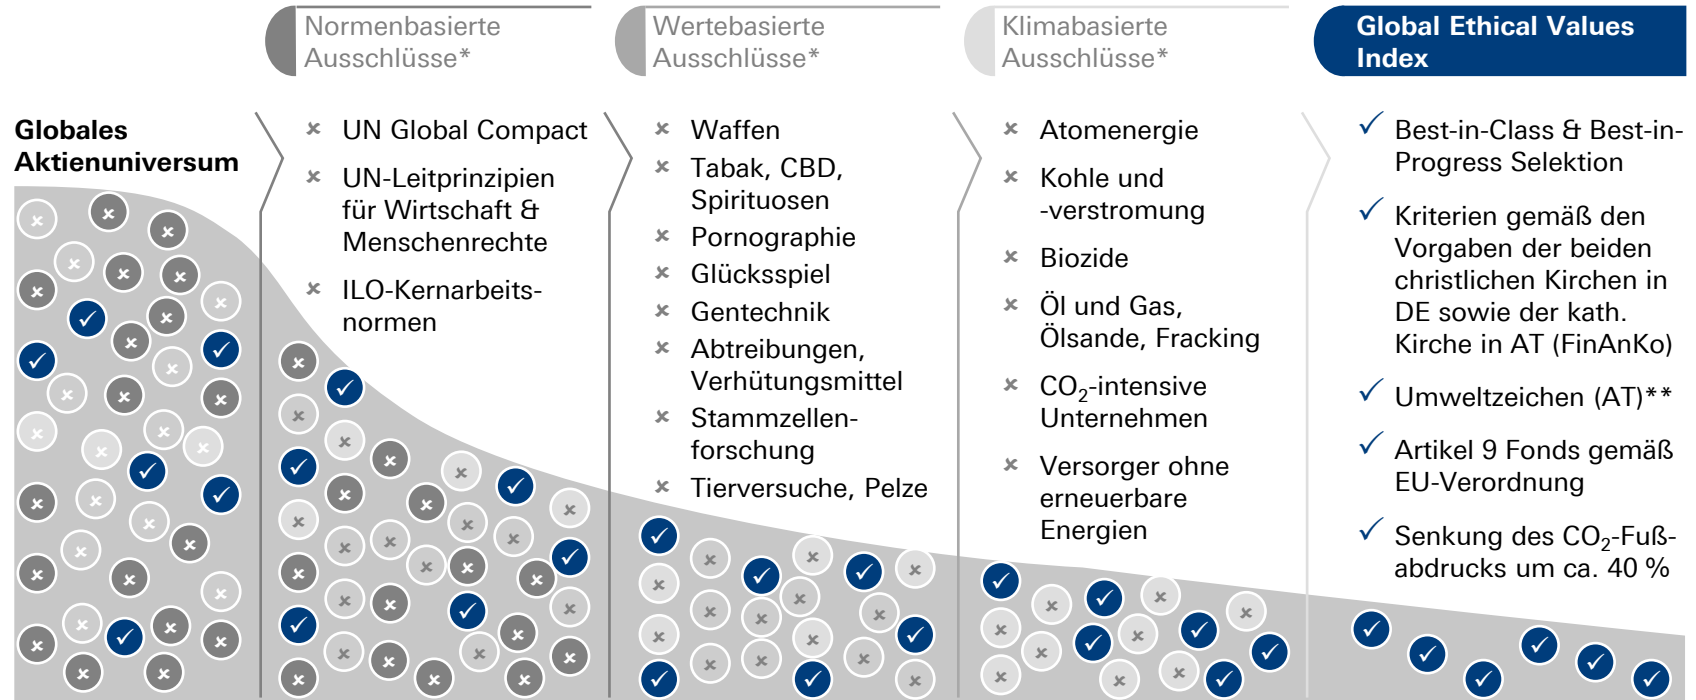 Normenbasierte
Ausschlüsse*
Wertebasierte
Ausschlüsse*
Klimabasierte
Ausschlüsse*
Global Ethical Values
Index
Globales
Aktienuniversum
UN Global Compact
UN-Leitprinzipien
für Wirtschaft &
Menschenrechte
ILO-Kernarbeits-
normen
Waffen
Tabak, CBD,
Spirituosen
Pornographie
Glücksspiel
Gentechnik
Abtreibungen,
Verhütungsmittel
Stammzellen-
forschung
Tierversuche, Pelze
Atomenergie
Kohle und
-verstromung
Biozide
Öl und Gas,
Ölsande, Fracking
CO₂-intensive
Unternehmen
Versorger ohne
erneuerbare
Energien
Best-in-Class & Best-in-
Progress Selektion
Kriterien gemäß den
Vorgaben der beiden
christlichen Kirchen in
DE sowie der kath.
Kirche in AT (FinAnKo)
Umweltzeichen (AT)**
Artikel 9 Fonds gemäß
EU-Verordnung
Senkung des CO₂-Fuß-
abdrucks um ca. 40 %